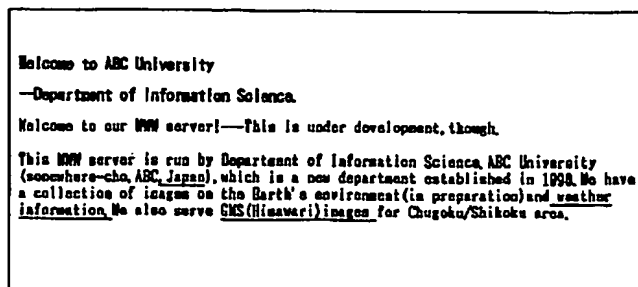 Welcome to ABC University
—Department of Information Science.
Welcome to our WWW server!—This is under development, though.
This WWW server is run by Department of Information Science, ABC University
(somewhere-cho, ABC, Japan), which is a new department established in 1998. We have
a collection of images on the Earth's environment(in preparation)and weather
information. We also serve GMS(Himawari)images for Chugoku/Shikoku area.